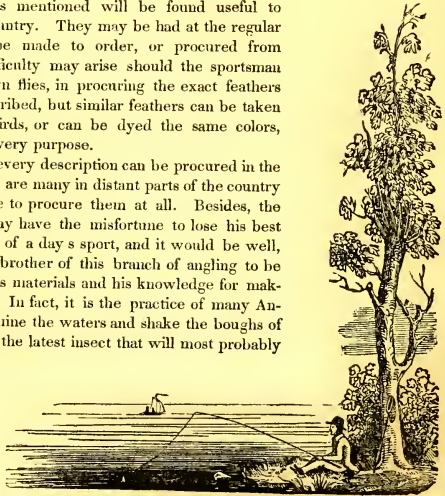 s mentioned will be found useful to
untry. They may be had at the regular
be made to order, or procured from
iculty may arise should the sportsman
n flies, in procuring the exact feathers
ribed, but similar feathers can be taken
irds, or can be dyed the same colors,
very purpose.
every description can be procured in the
are many in distant parts of the country
e to procure them at all. Besides, the
ay have the misfortune to lose his best
of a day s sport, and it would be well,
brother of this branch of angling to be
s materials and his knowledge for mak-
In fact, it is the practice of many An-
nine the waters and shake the boughs of
the latest insect that will most probably